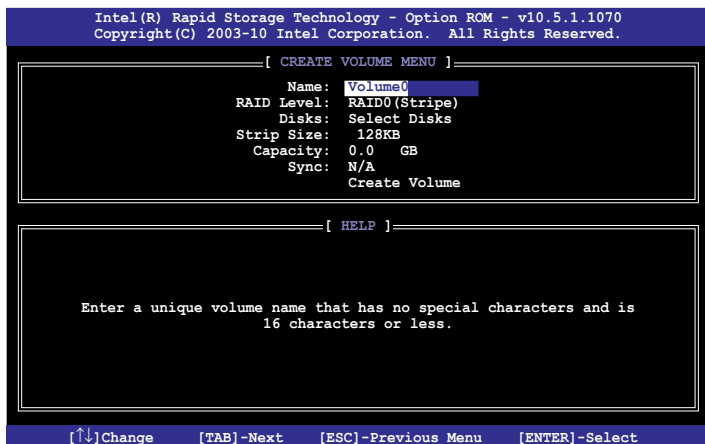 Intel(R) Rapid Storage Technology - Option ROM - v10.5.1.1070
Copyright(C) 2003-10 Intel Corporation. All Rights Reserved.
[ CREATE VOLUME MENU ]
Name: Volume0
RAID Level: RAID0(Stripe)
Disks: Select Disks
Strip Size: 128KB
Capacity: 0.0 GB
Sync: N/A
Create Volume
[ HELP ]
Enter a unique volume name that has no special characters and is
16 characters or less.
[↑↓]Change [TAB]-Next [ESC]-Previous Menu [ENTER]-Select